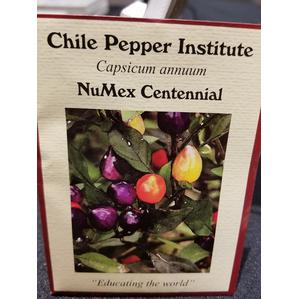 Chile Pepper Institute
Capsicum annuum
NuMex Centennial
"Educating the world"